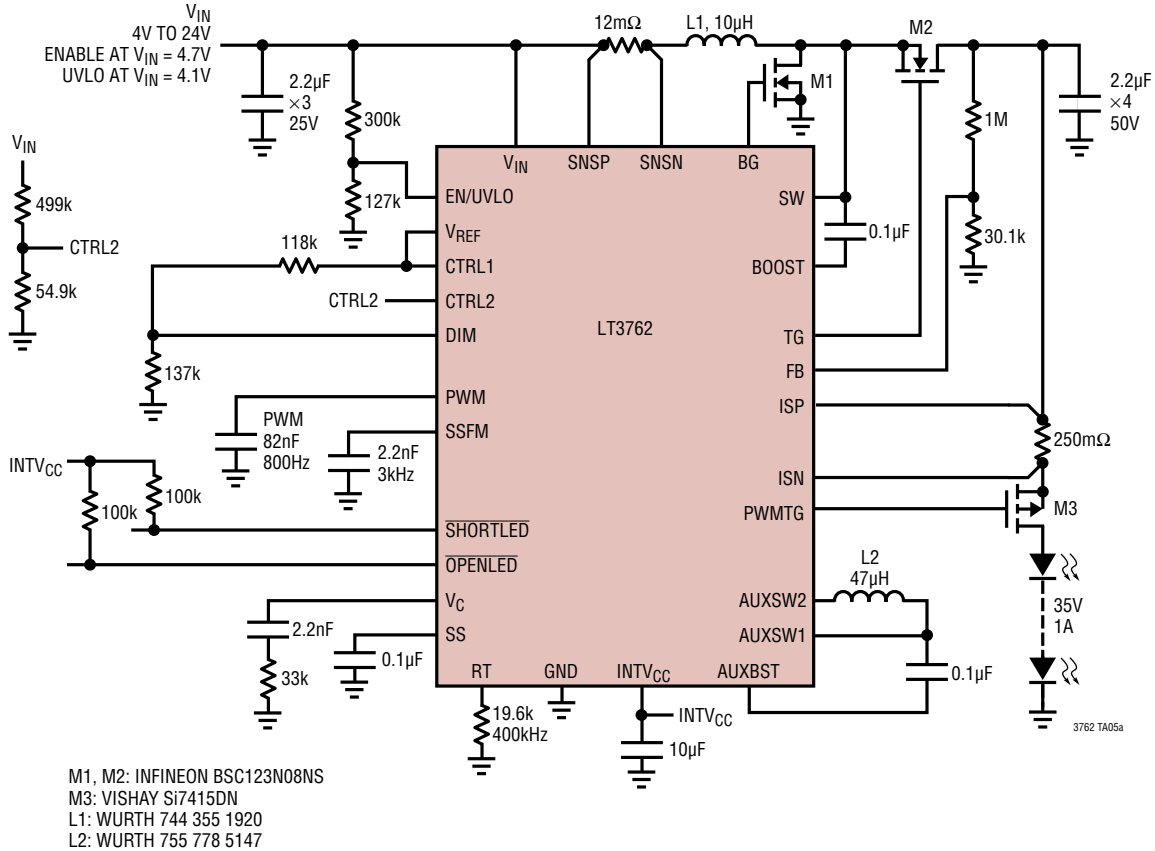 VIN
4V TO 24V
ENABLE AT VIN = 4.7V
UVLO AT VIN = 4.1V
12mΩ
L1, 10µH
M2
M1
2.2µF
×3
25V
300k
127k
1M
30.1k
2.2µF
×4
50V
VIN
499k
CTRL2
54.9k
118k
137k
CTRL2
VIN
SNSP
SNSN
BG
EN/UVLO
VREF
CTRL1
CTRL2
DIM
PWM
SSFM
SHORTLED
OPENLED
VC
SS
RT
GND
INTVCC
AUXBST
LT3762
SW
BOOST
TG
FB
ISP
ISN
PWMTG
AUXSW2
AUXSW1
0.1µF
250mΩ
M3
35V
1A
L2
47µH
0.1µF
PWM
82nF
800Hz
2.2nF
3kHz
INTVCC
100k
100k
2.2nF
33k
0.1µF
19.6k
400kHz
INTVCC
10µF
3762 TA05a
M1, M2: INFINEON BSC123N08NS
M3: VISHAY Si7415DN
L1: WURTH 744 355 1920
L2: WURTH 755 778 5147